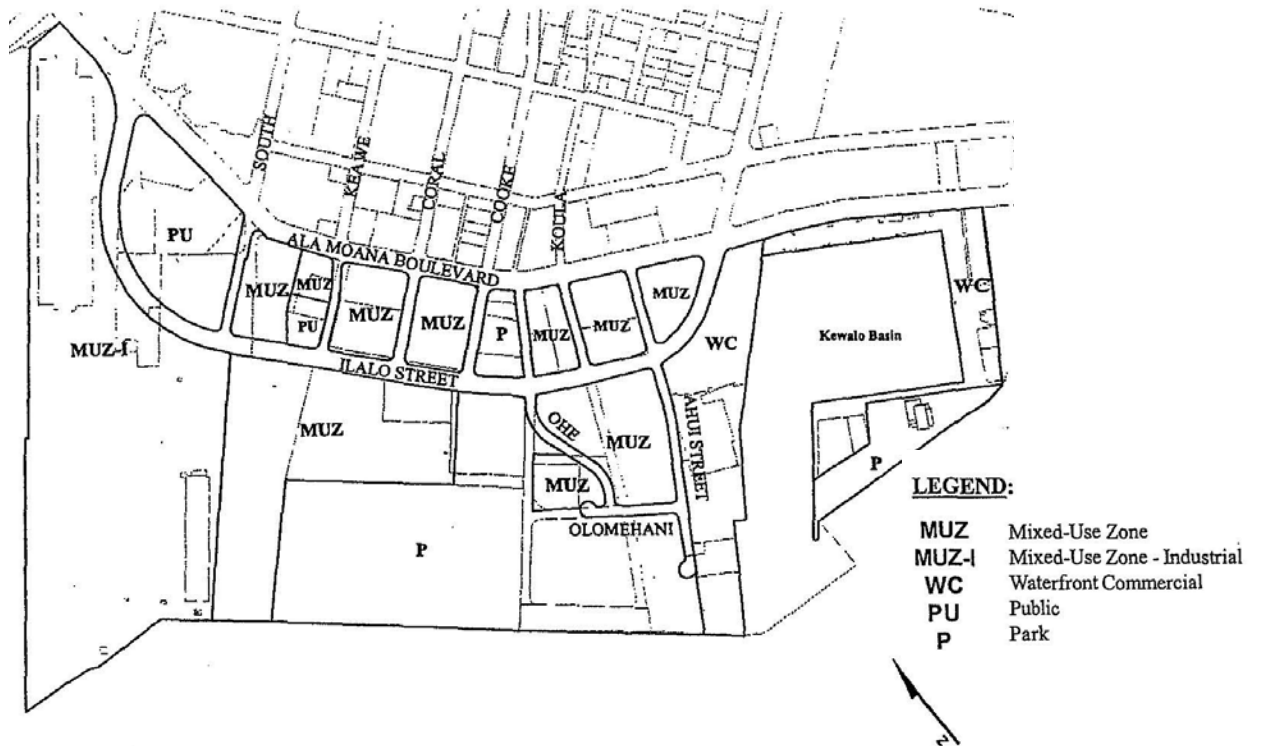 SOUTH
KEAWE
CORAL
COOKE
KOULA
ALA MOANA BOULEVARD
PU
MUZ
MUZ
PU
MUZ
MUZ
P
MUZ
MUZ
MUZ
WC
WC
Kewalo Basin
MUZ-I
ILALO STREET
MUZ
OHE
MUZ
AHUI STREET
MUZ
OLOMEHANI
P
P
LEGEND:
MUZ Mixed-Use Zone
MUZ-I Mixed-Use Zone - Industrial
WC Waterfront Commercial
PU Public
P Park
N